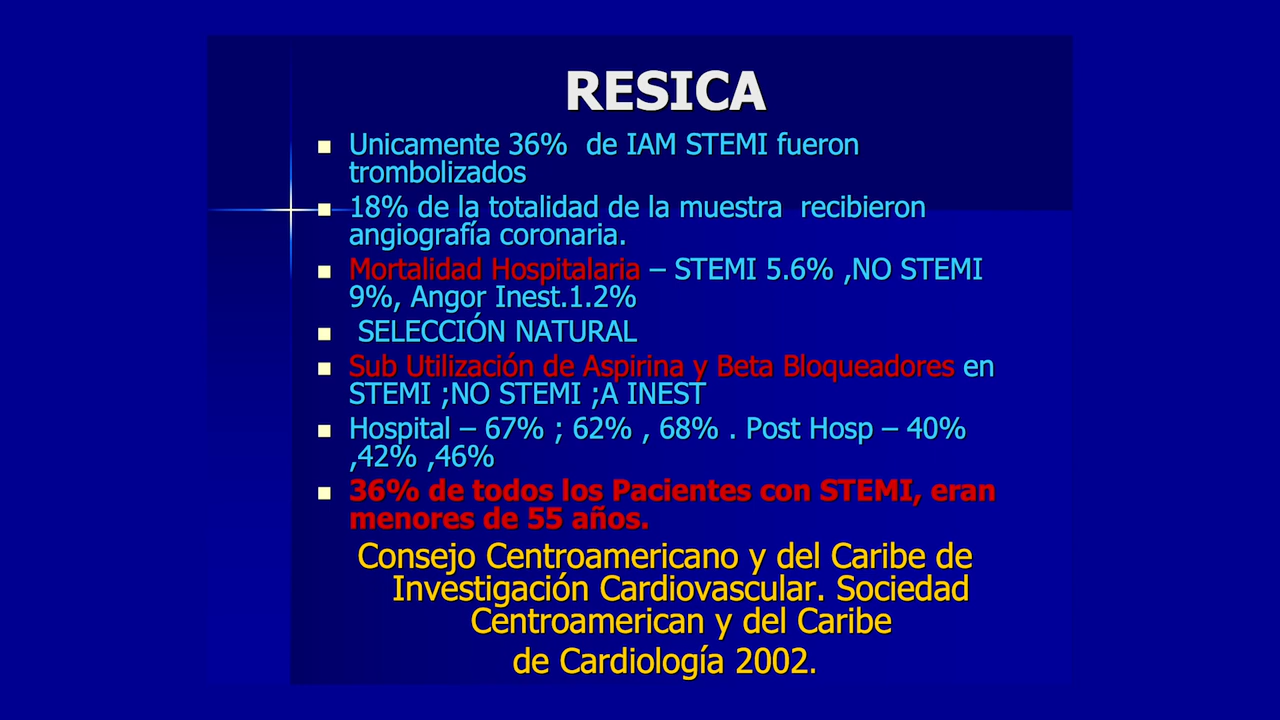 RESICA
Unicamente 36% de IAM STEMI fueron
trombolizados
18% de la totalidad de la muestra recibieron
angiografía coronaria.
Mortalidad Hospitalaria – STEMI 5.6% ,NO STEMI
9%, Angor Inest.1.2%
SELECCIÓN NATURAL
Sub Utilización de Aspirina y Beta Bloqueadores en
STEMI ;NO STEMI ;A INEST
Hospital – 67% ; 62% , 68% . Post Hosp – 40%
,42% ,46%
36% de todos los Pacientes con STEMI, eran
menores de 55 años.
Consejo Centroamericano y del Caribe de
Investigación Cardiovascular. Sociedad
Centroamerican y del Caribe
de Cardiología 2002.